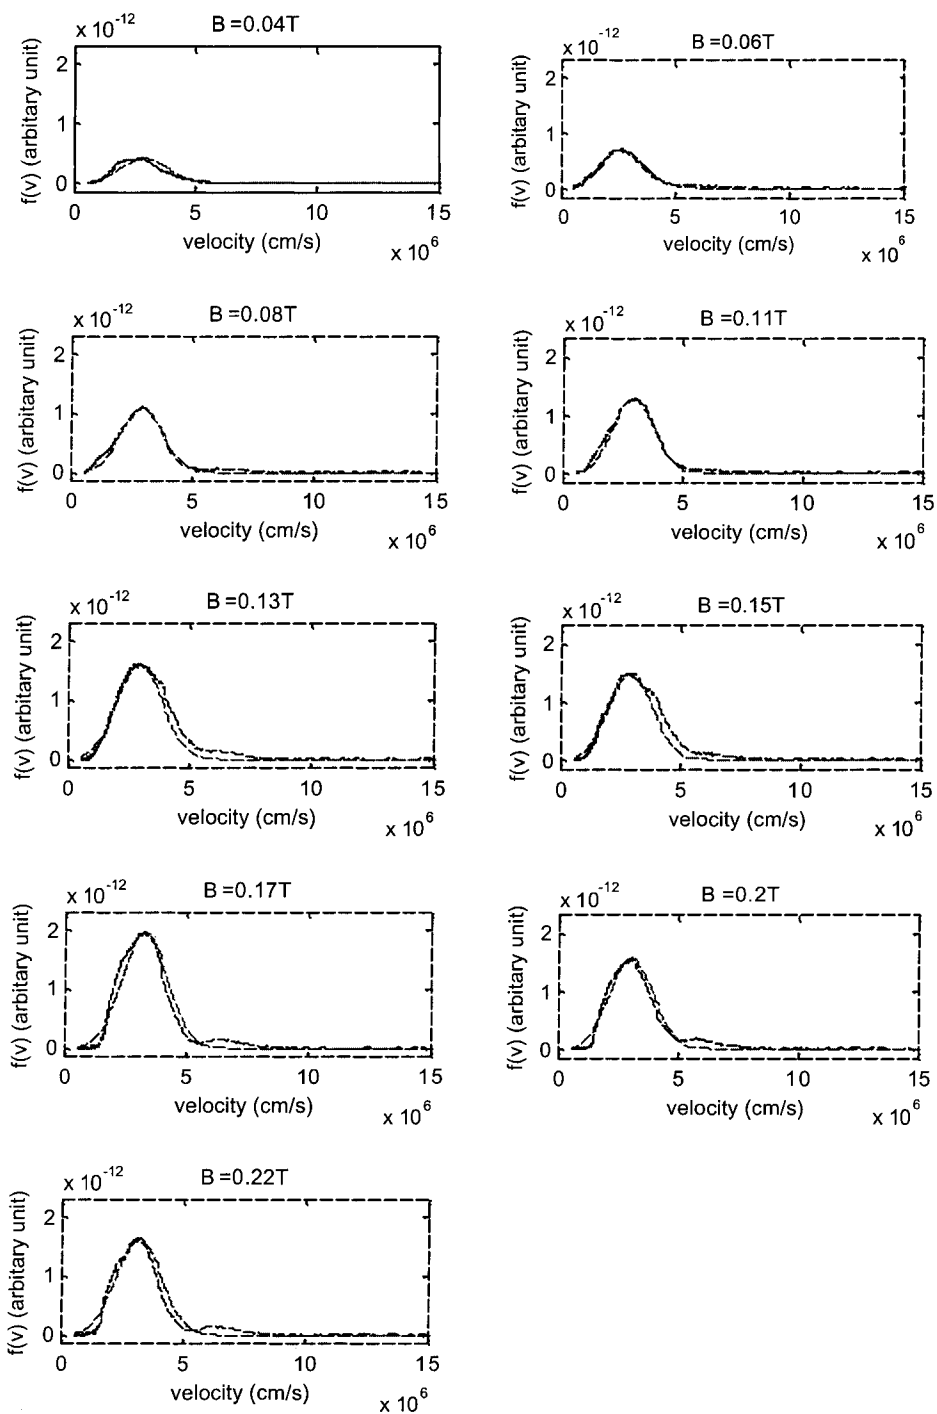 x 10-12
B =0.04T
f(v) (arbitary unit)
2
1
0
0 5 10 15
velocity (cm/s)
x 10 6
x 10-12
B =0.06T
f(v) (arbitary unit)
2
1
0
0 5 10 15
velocity (cm/s)
x 10 6
x 10-12
B =0.08T
f(v) (arbitary unit)
2
1
0
0 5 10 15
velocity (cm/s)
x 10 6
x 10-12
B =0.11T
f(v) (arbitary unit)
2
1
0
0 5 10 15
velocity (cm/s)
x 10 6
x 10-12
B =0.13T
f(v) (arbitary unit)
2
1
0
0 5 10 15
velocity (cm/s)
x 10 6
x 10-12
B =0.15T
f(v) (arbitary unit)
2
1
0
0 5 10 15
velocity (cm/s)
x 10 6
x 10-12
B =0.17T
f(v) (arbitary unit)
2
1
0
0 5 10 15
velocity (cm/s)
x 10 6
x 10-12
B =0.2T
f(v) (arbitary unit)
2
1
0
0 5 10 15
velocity (cm/s)
x 10 6
x 10-12
B =0.22T
f(v) (arbitary unit)
2
1
0
0 5 10 15
velocity (cm/s)
x 10 6